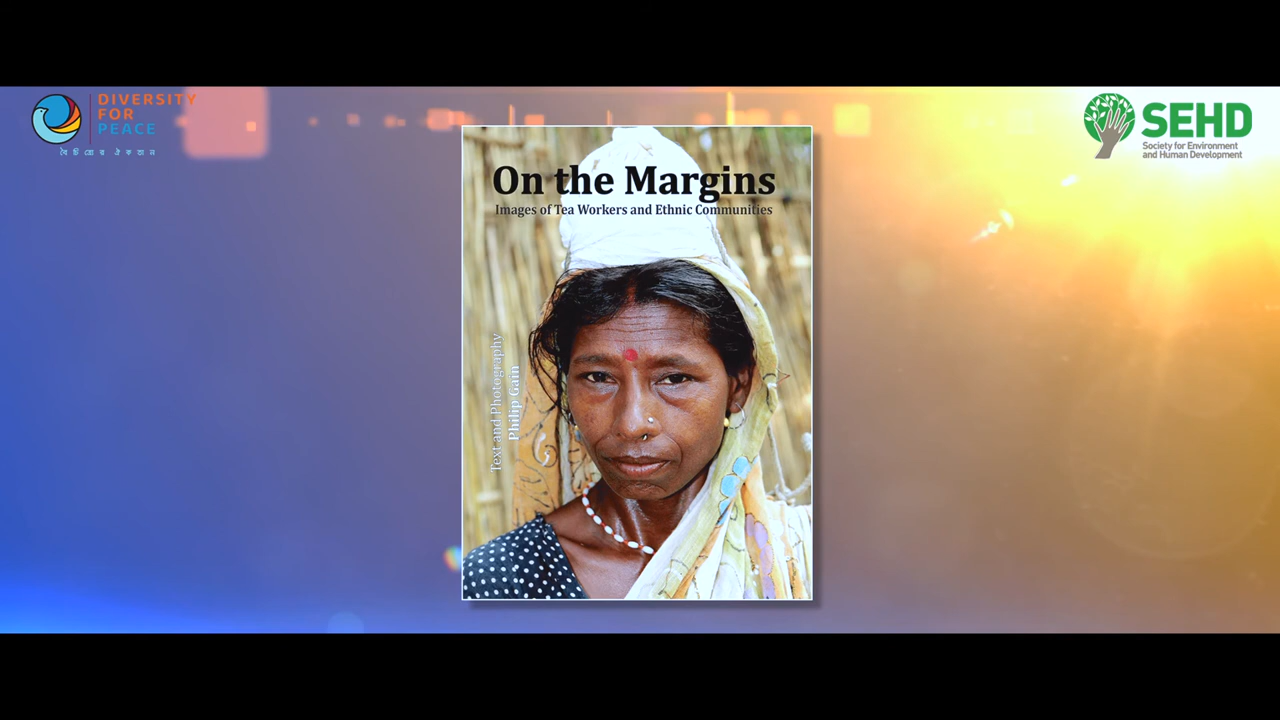 DIVERSITY
FOR
PEACE
বৈচিত্র্যের ঐকতান
SEHD
Society for Environment
and Human Development
On the Margins
Images of Tea Workers and Ethnic Communities
Text and Photography
Philip Gain